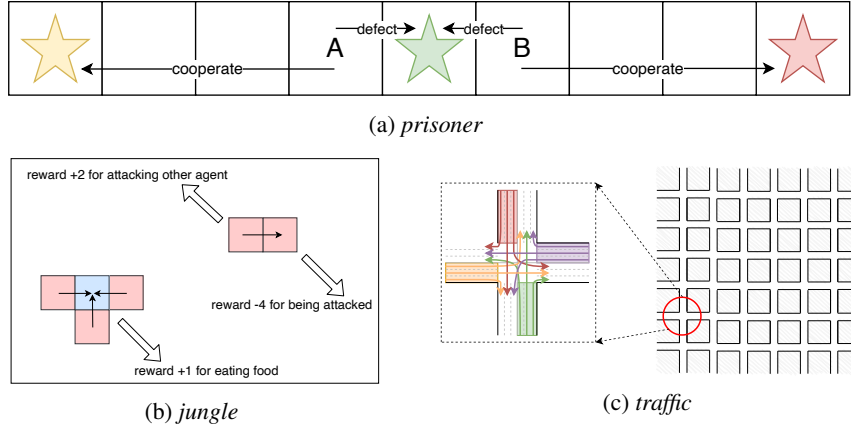 defect defect
A B
cooperate cooperate
(a) prisoner
reward +2 for attacking other agent
reward -4 for being attacked
reward +1 for eating food
(b) jungle
(c) traffic